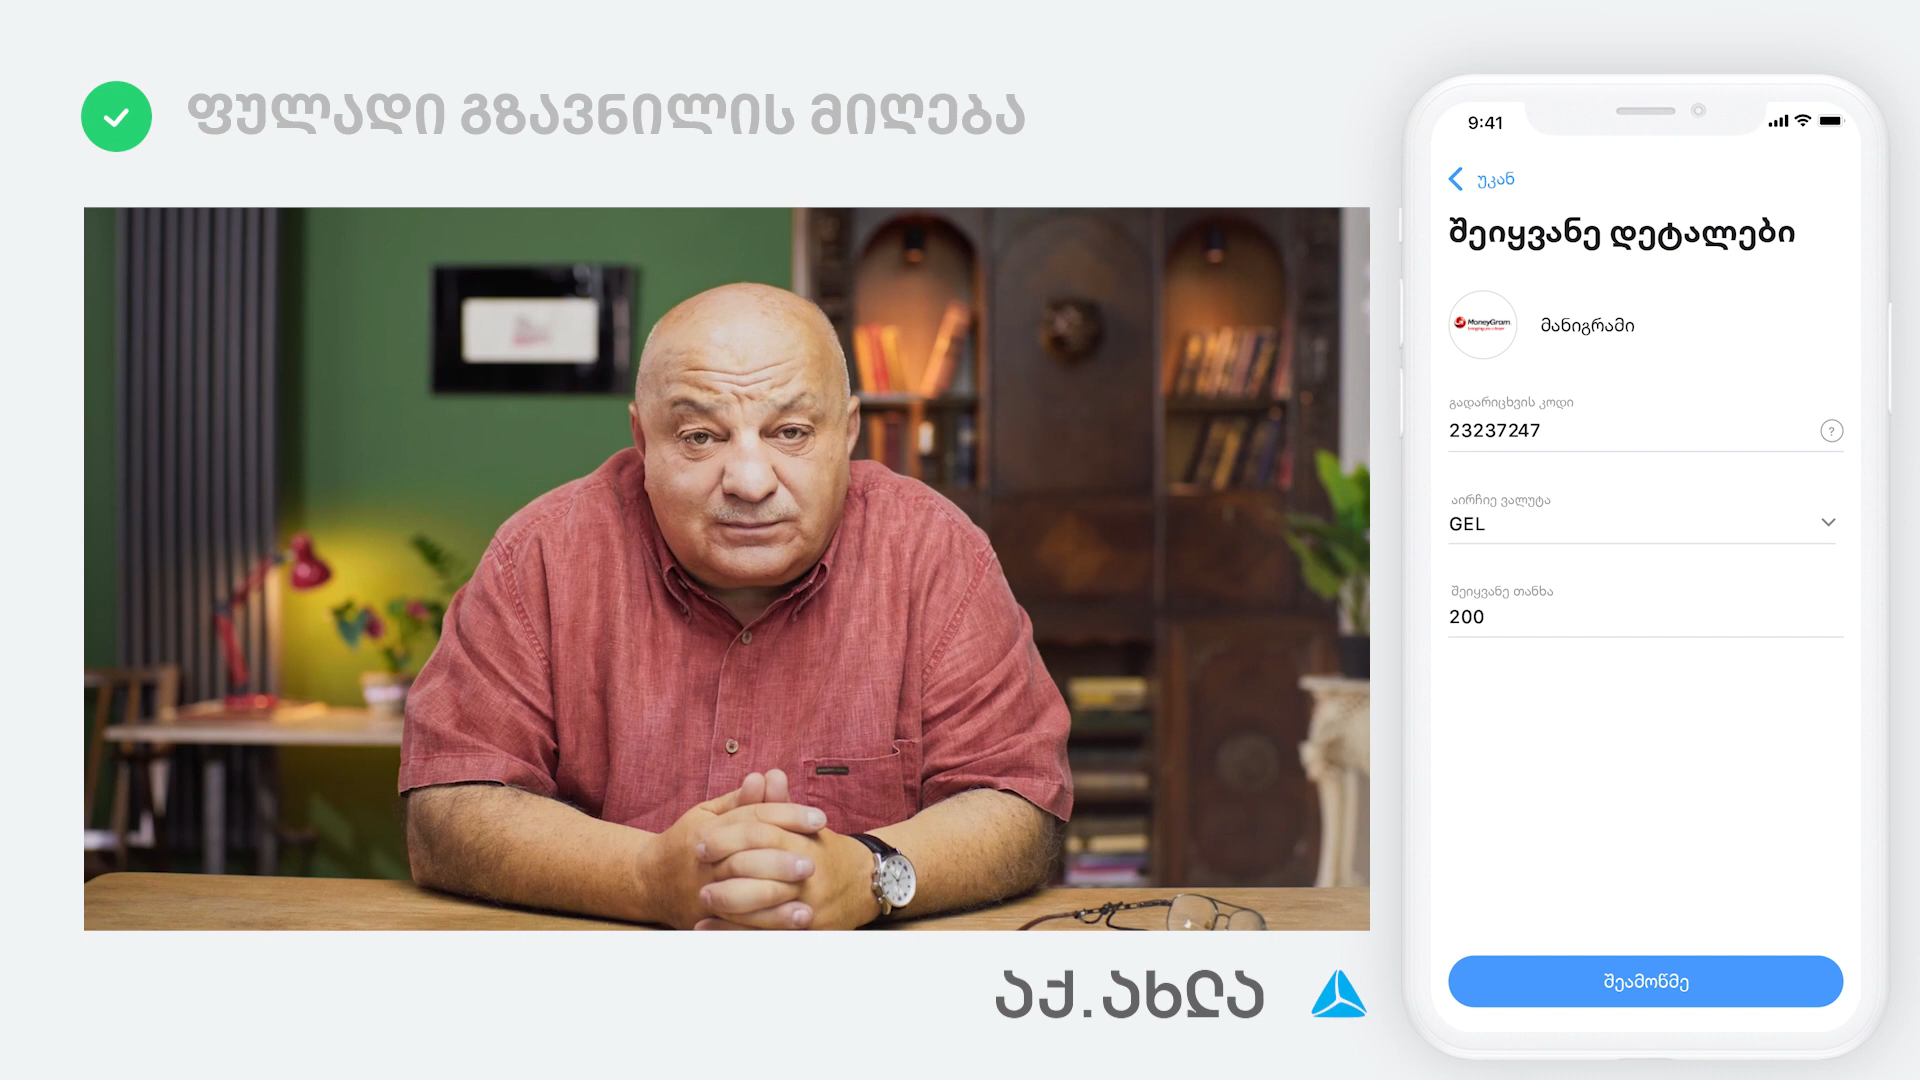 ფულადი გზავნილის მიღება
9:41
უკან
შეიყვანე დეტალები
MoneyGram
მანიგრამი
გადარიცხვის კოდი
23237247
?
აირჩიე ვალუტა
GEL
შეიყვანე თანხა
200
შეამოწმე
აქ.ახლა